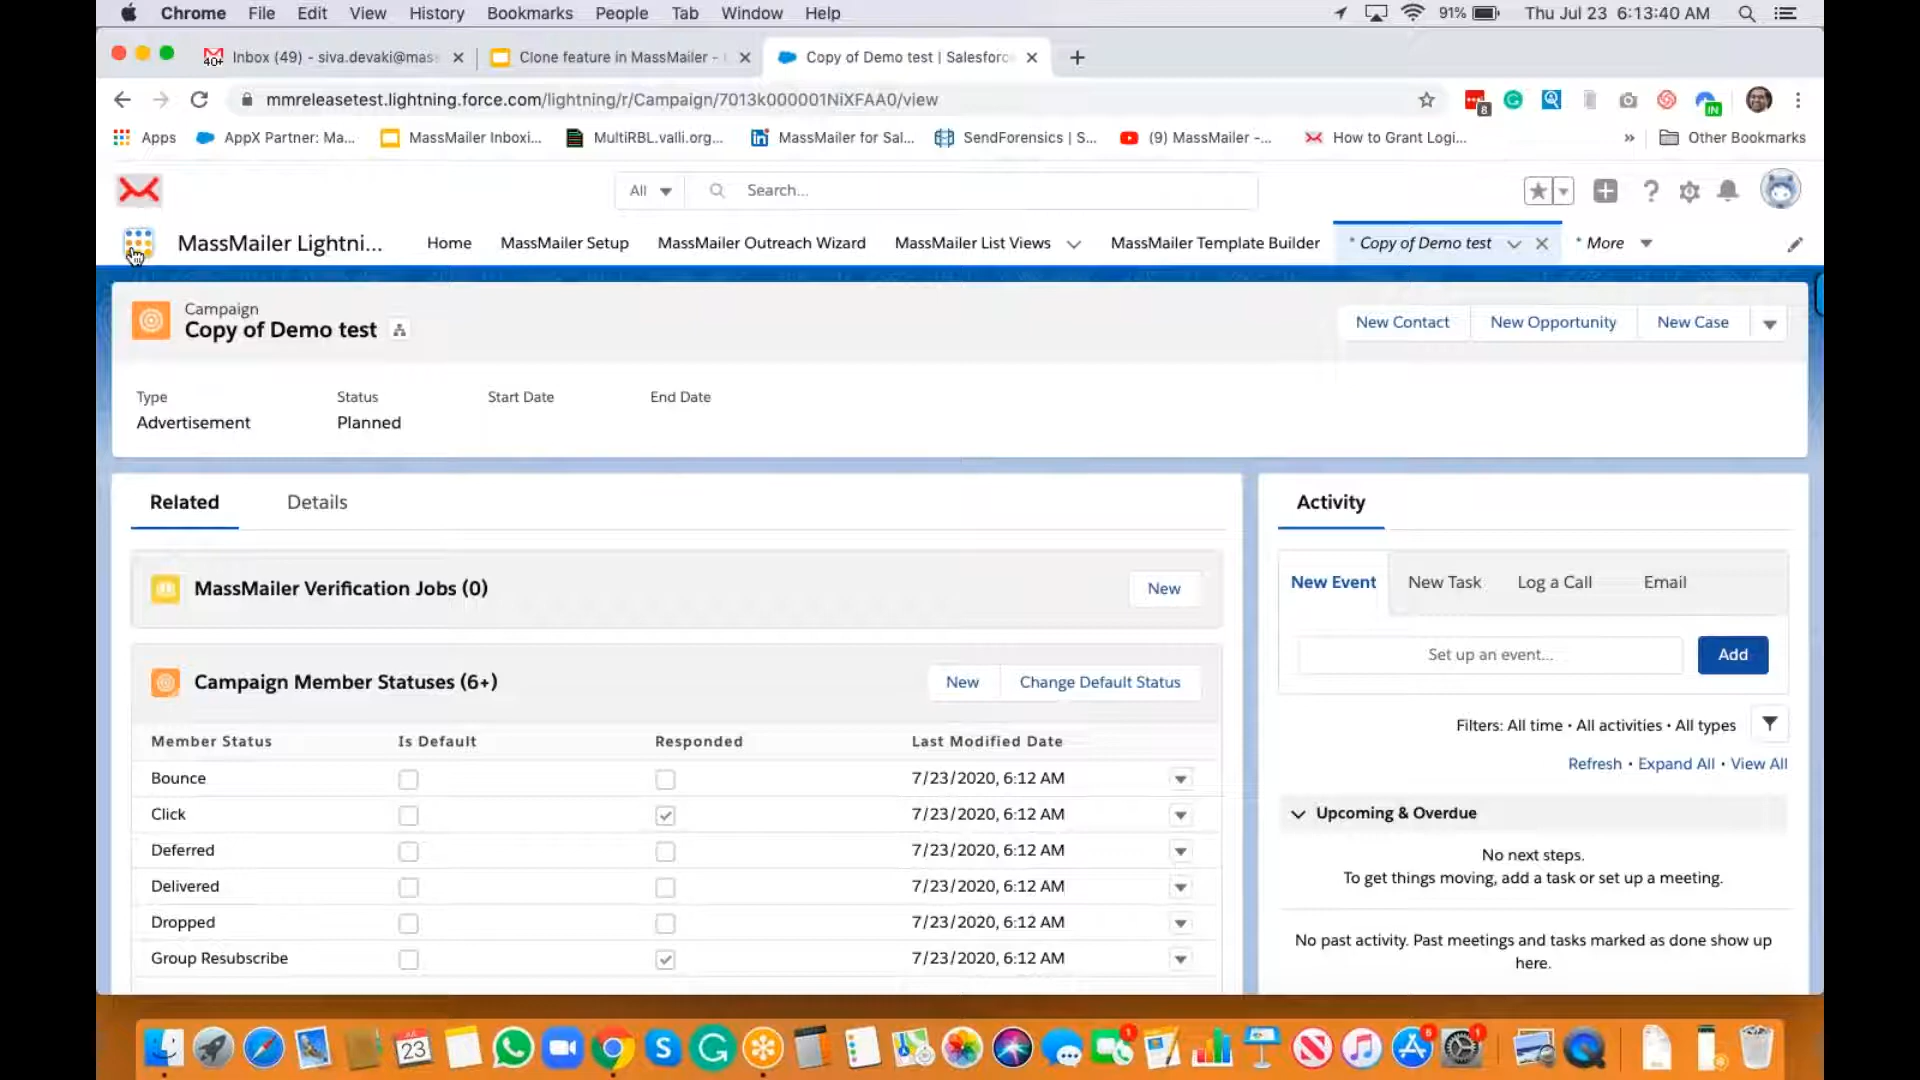 Chrome File Edit View History Bookmarks People Tab Window Help 91% Thu Jul 23 6:13:40 AM
40+ Inbox (49) - siva.devaki@mas Clone feature in MassMailer - Copy of Demo test | Salesforc
mmreleasetest.lightning.force.com/lightning/r/Campaign/7013k000001NiXFAA0/view 8 IN
Apps AppX Partner: Ma... MassMailer Inboxi... MultiRBL.valli.org... MassMailer for Sal... SendForensics | S... (9) MassMailer -... How to Grant Logi... » Other Bookmarks
All Search...
MassMailer Lightni... Home MassMailer Setup MassMailer Outreach Wizard MassMailer List Views MassMailer Template Builder * Copy of Demo test * More
Campaign
Copy of Demo test
New Contact New Opportunity New Case
Type Status Start Date End Date
Advertisement Planned
Related Details
MassMailer Verification Jobs (0) New
Campaign Member Statuses (6+) New Change Default Status
Member Status Is Default Responded Last Modified Date
Bounce 7/23/2020, 6:12 AM
Click 7/23/2020, 6:12 AM
Deferred 7/23/2020, 6:12 AM
Delivered 7/23/2020, 6:12 AM
Dropped 7/23/2020, 6:12 AM
Group Resubscribe 7/23/2020, 6:12 AM
Activity
New Event New Task Log a Call Email
Set up an event... Add
Filters: All time • All activities • All types
Refresh • Expand All • View All
Upcoming & Overdue
No next steps.
To get things moving, add a task or set up a meeting.
No past activity. Past meetings and tasks marked as done show up
here.
23 1 6 1